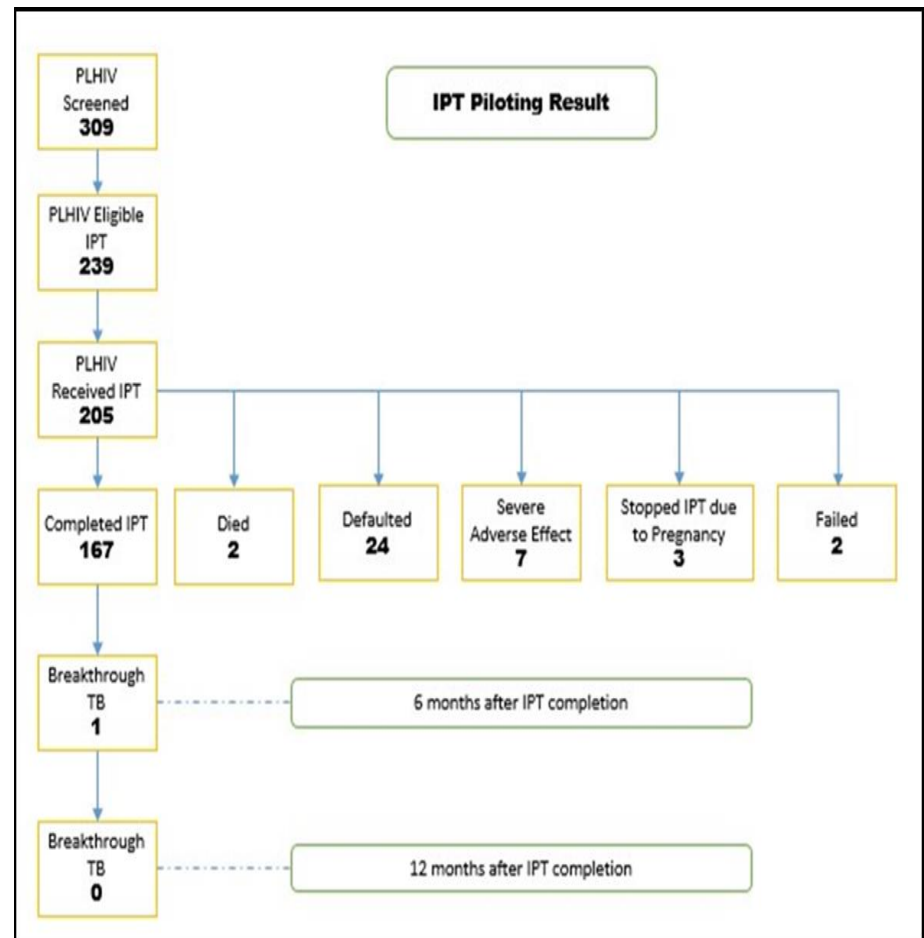 PLHIV
Screened
309
IPT Piloting Result
PLHIV Eligible
IPT
239
PLHIV
Received IPT
205
Completed IPT
167
Died
2
Defaulted
24
Severe
Adverse Effect
7
Stopped IPT due
to Pregnancy
3
Failed
2
Breakthrough
TB
1
6 months after IPT completion
Breakthrough
TB
0
12 months after IPT completion